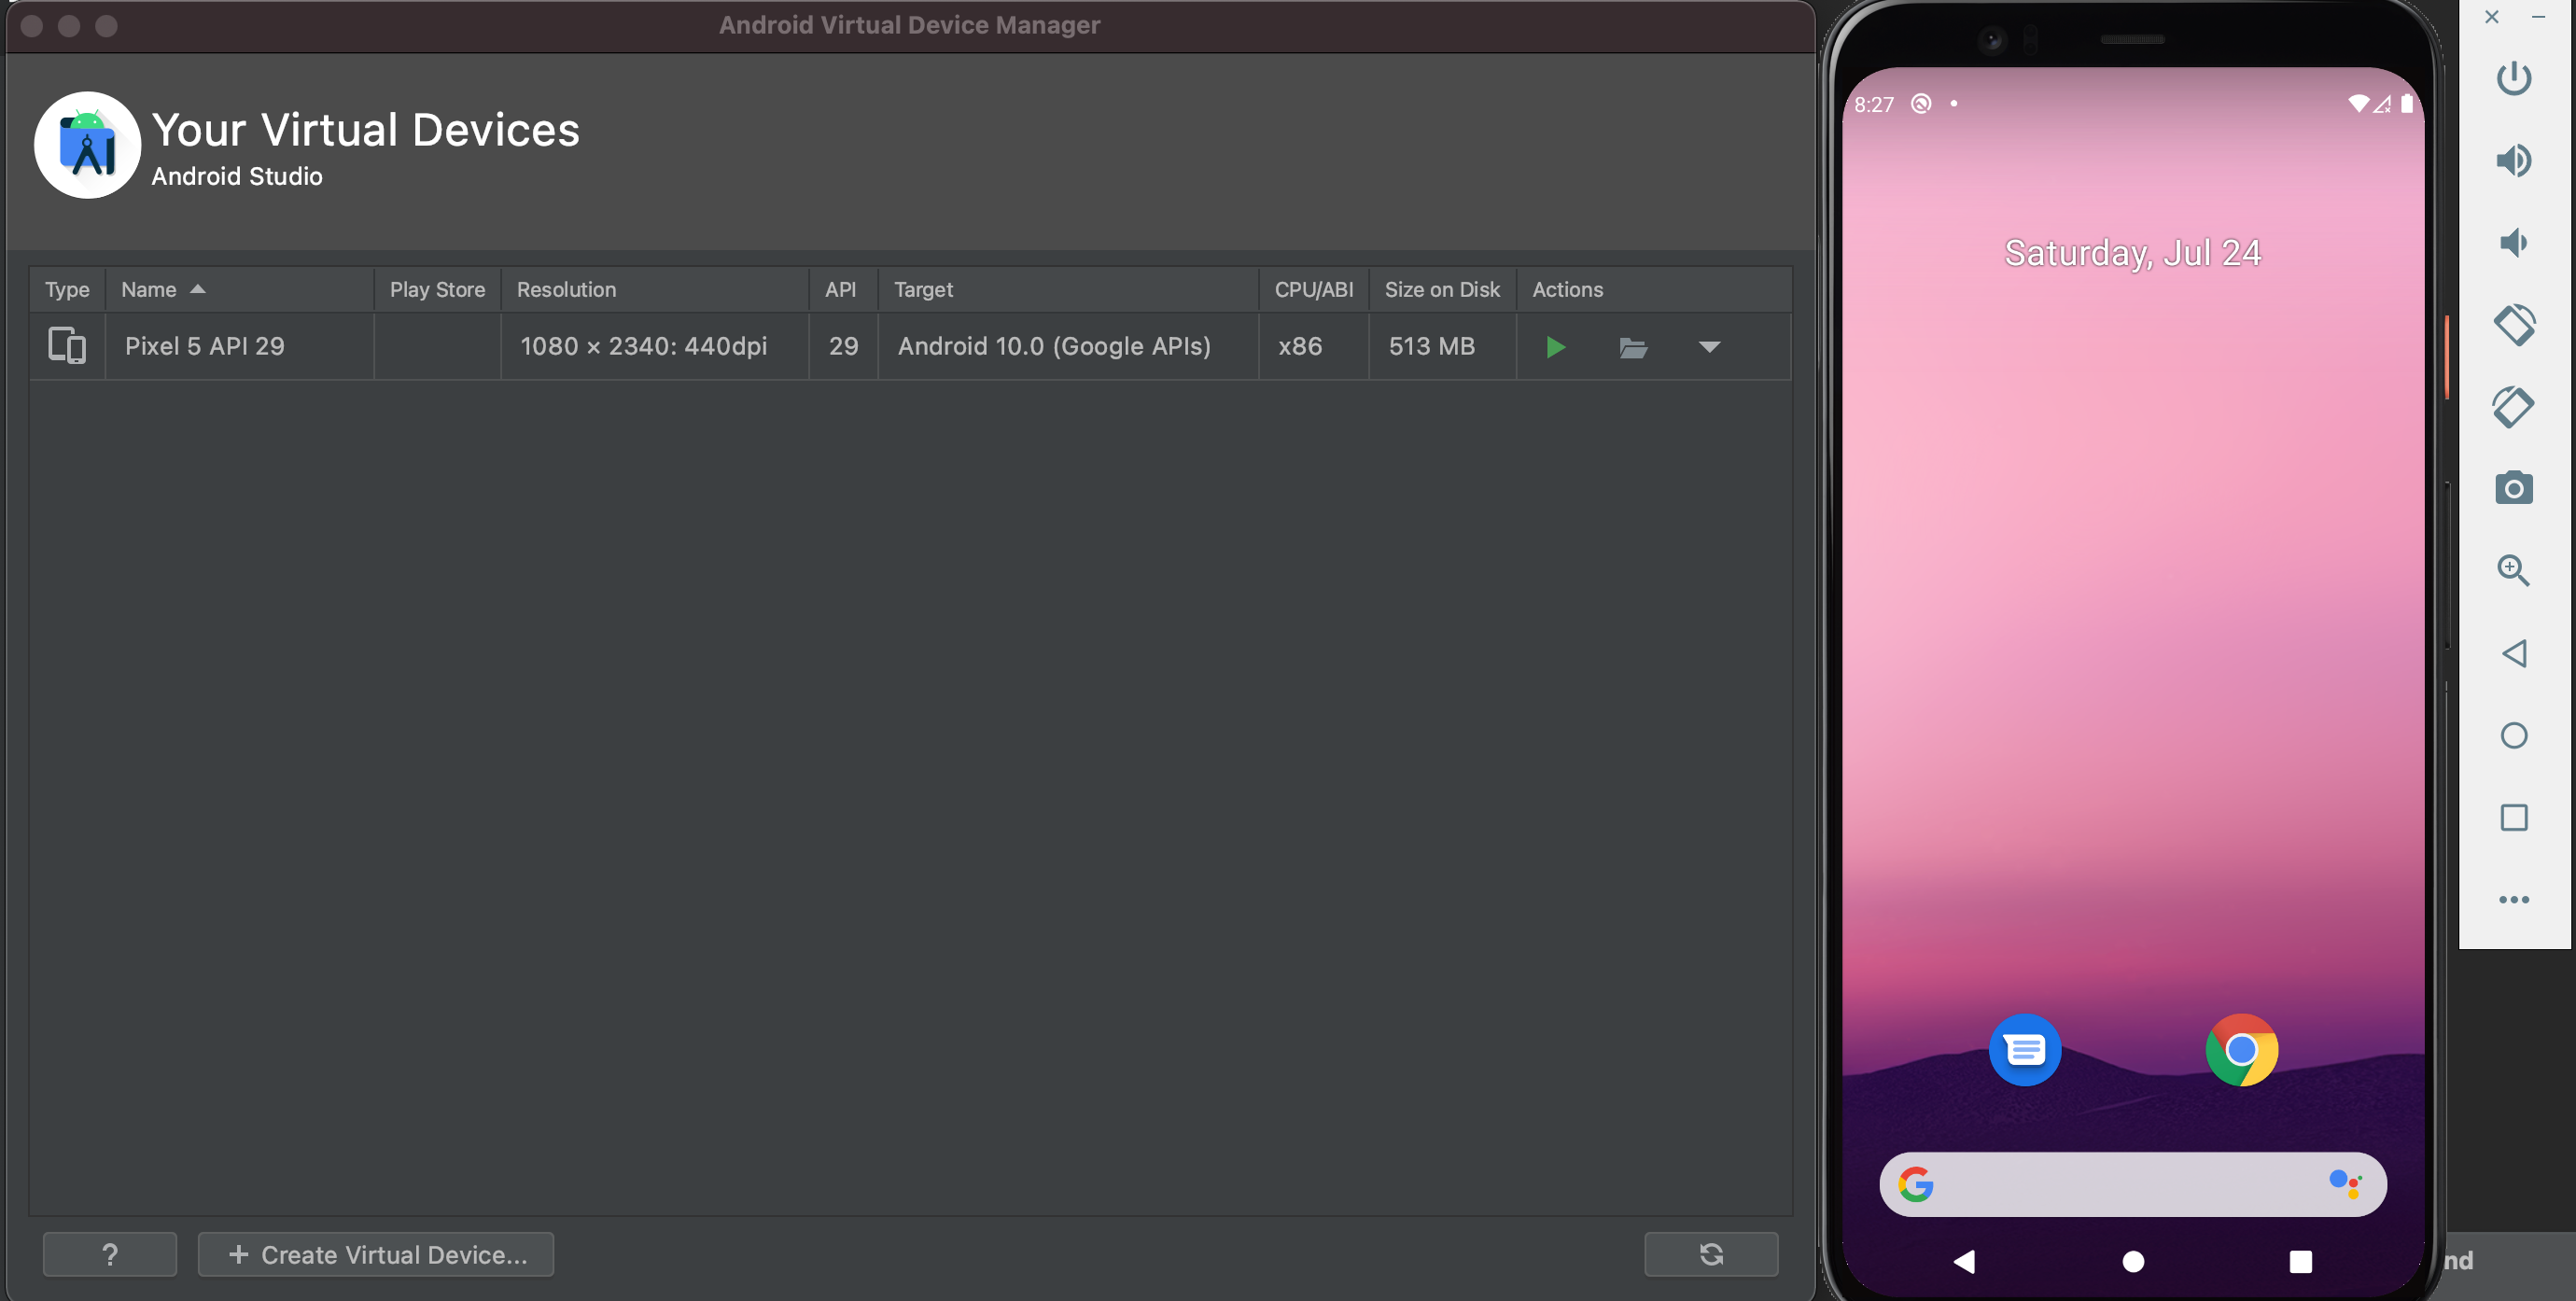 Android Virtual Device Manager
Your Virtual Devices
Android Studio
Type Name Play Store Resolution API Target CPU/ABI Size on Disk Actions
Pixel 5 API 29 1080 × 2340: 440dpi 29 Android 10.0 (Google APIs) x86 513 MB
? + Create Virtual Device...
8:27
Saturday, Jul 24
G
nd